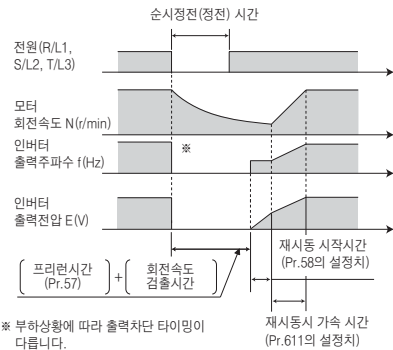 순시정전(정전) 시간
전원(R/L1,
S/L2, T/L3)
모터
회전속도 N(r/min)
인버터
출력주파수 f(Hz)
※
인버터
출력전압 E(V)
프리런시간
(Pr.57)
+
회전속도
검출시간
재시동 시작시간
(Pr.58의 설정치)
재시동시 가속 시간
(Pr.611의 설정치)
※ 부하상황에 따라 출력차단 타이밍이
다릅니다.